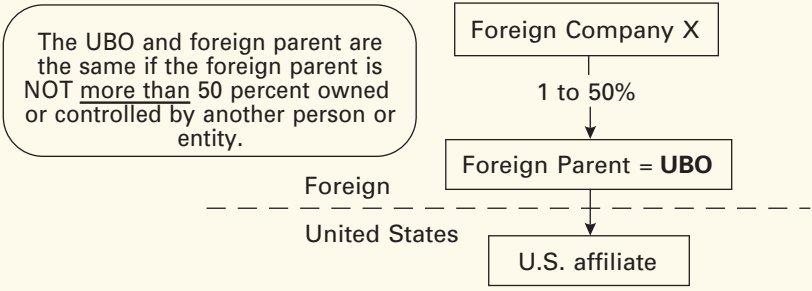 The UBO and foreign parent are
the same if the foreign parent is
NOT more than 50 percent owned
or controlled by another person or
entity.
Foreign Company X
1 to 50%
Foreign Parent = UBO
Foreign
United States
U.S. affiliate